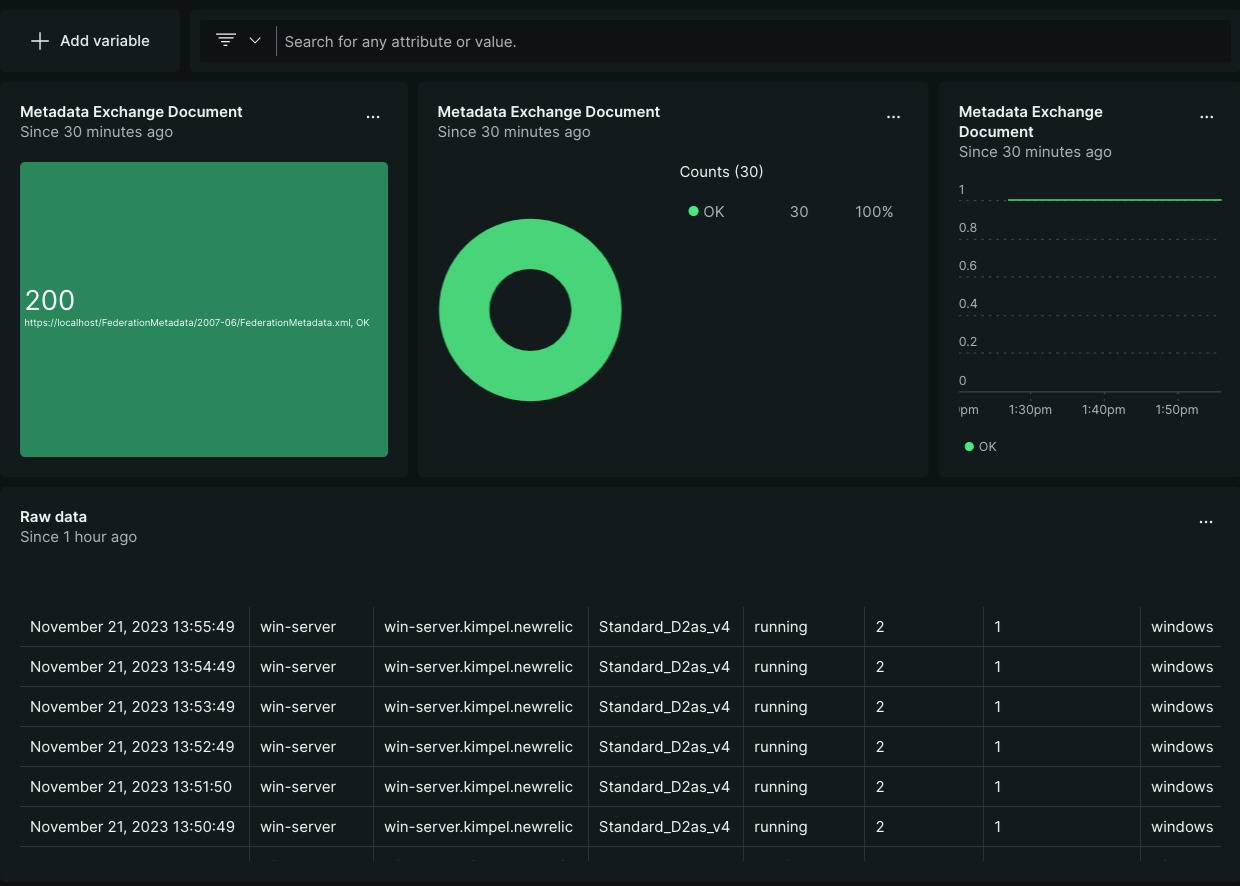 Add variable
Search for any attribute or value.
Metadata Exchange Document
Since 30 minutes ago
200
https://localhost/FederationMetadata/2007-06/FederationMetadata.xml, OK
Metadata Exchange Document
Since 30 minutes ago
Counts (30)
OK 30 100%
Metadata Exchange
Document
Since 30 minutes ago
1
0.8
0.6
0.4
0.2
0
pm 1:30pm 1:40pm 1:50pm
OK
Raw data
Since 1 hour ago
November 21, 2023 13:55:49 win-server win-server.kimpel.newrelic Standard_D2as_v4 running 2 1 windows
November 21, 2023 13:54:49 win-server win-server.kimpel.newrelic Standard_D2as_v4 running 2 1 windows
November 21, 2023 13:53:49 win-server win-server.kimpel.newrelic Standard_D2as_v4 running 2 1 windows
November 21, 2023 13:52:49 win-server win-server.kimpel.newrelic Standard_D2as_v4 running 2 1 windows
November 21, 2023 13:51:50 win-server win-server.kimpel.newrelic Standard_D2as_v4 running 2 1 windows
November 21, 2023 13:50:49 win-server win-server.kimpel.newrelic Standard_D2as_v4 running 2 1 windows